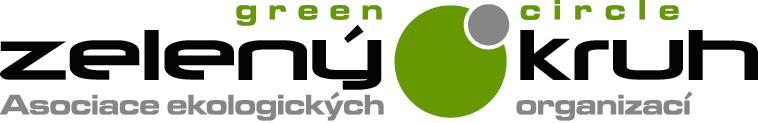 green circle
zelený kruh
Asociace ekologických organizací